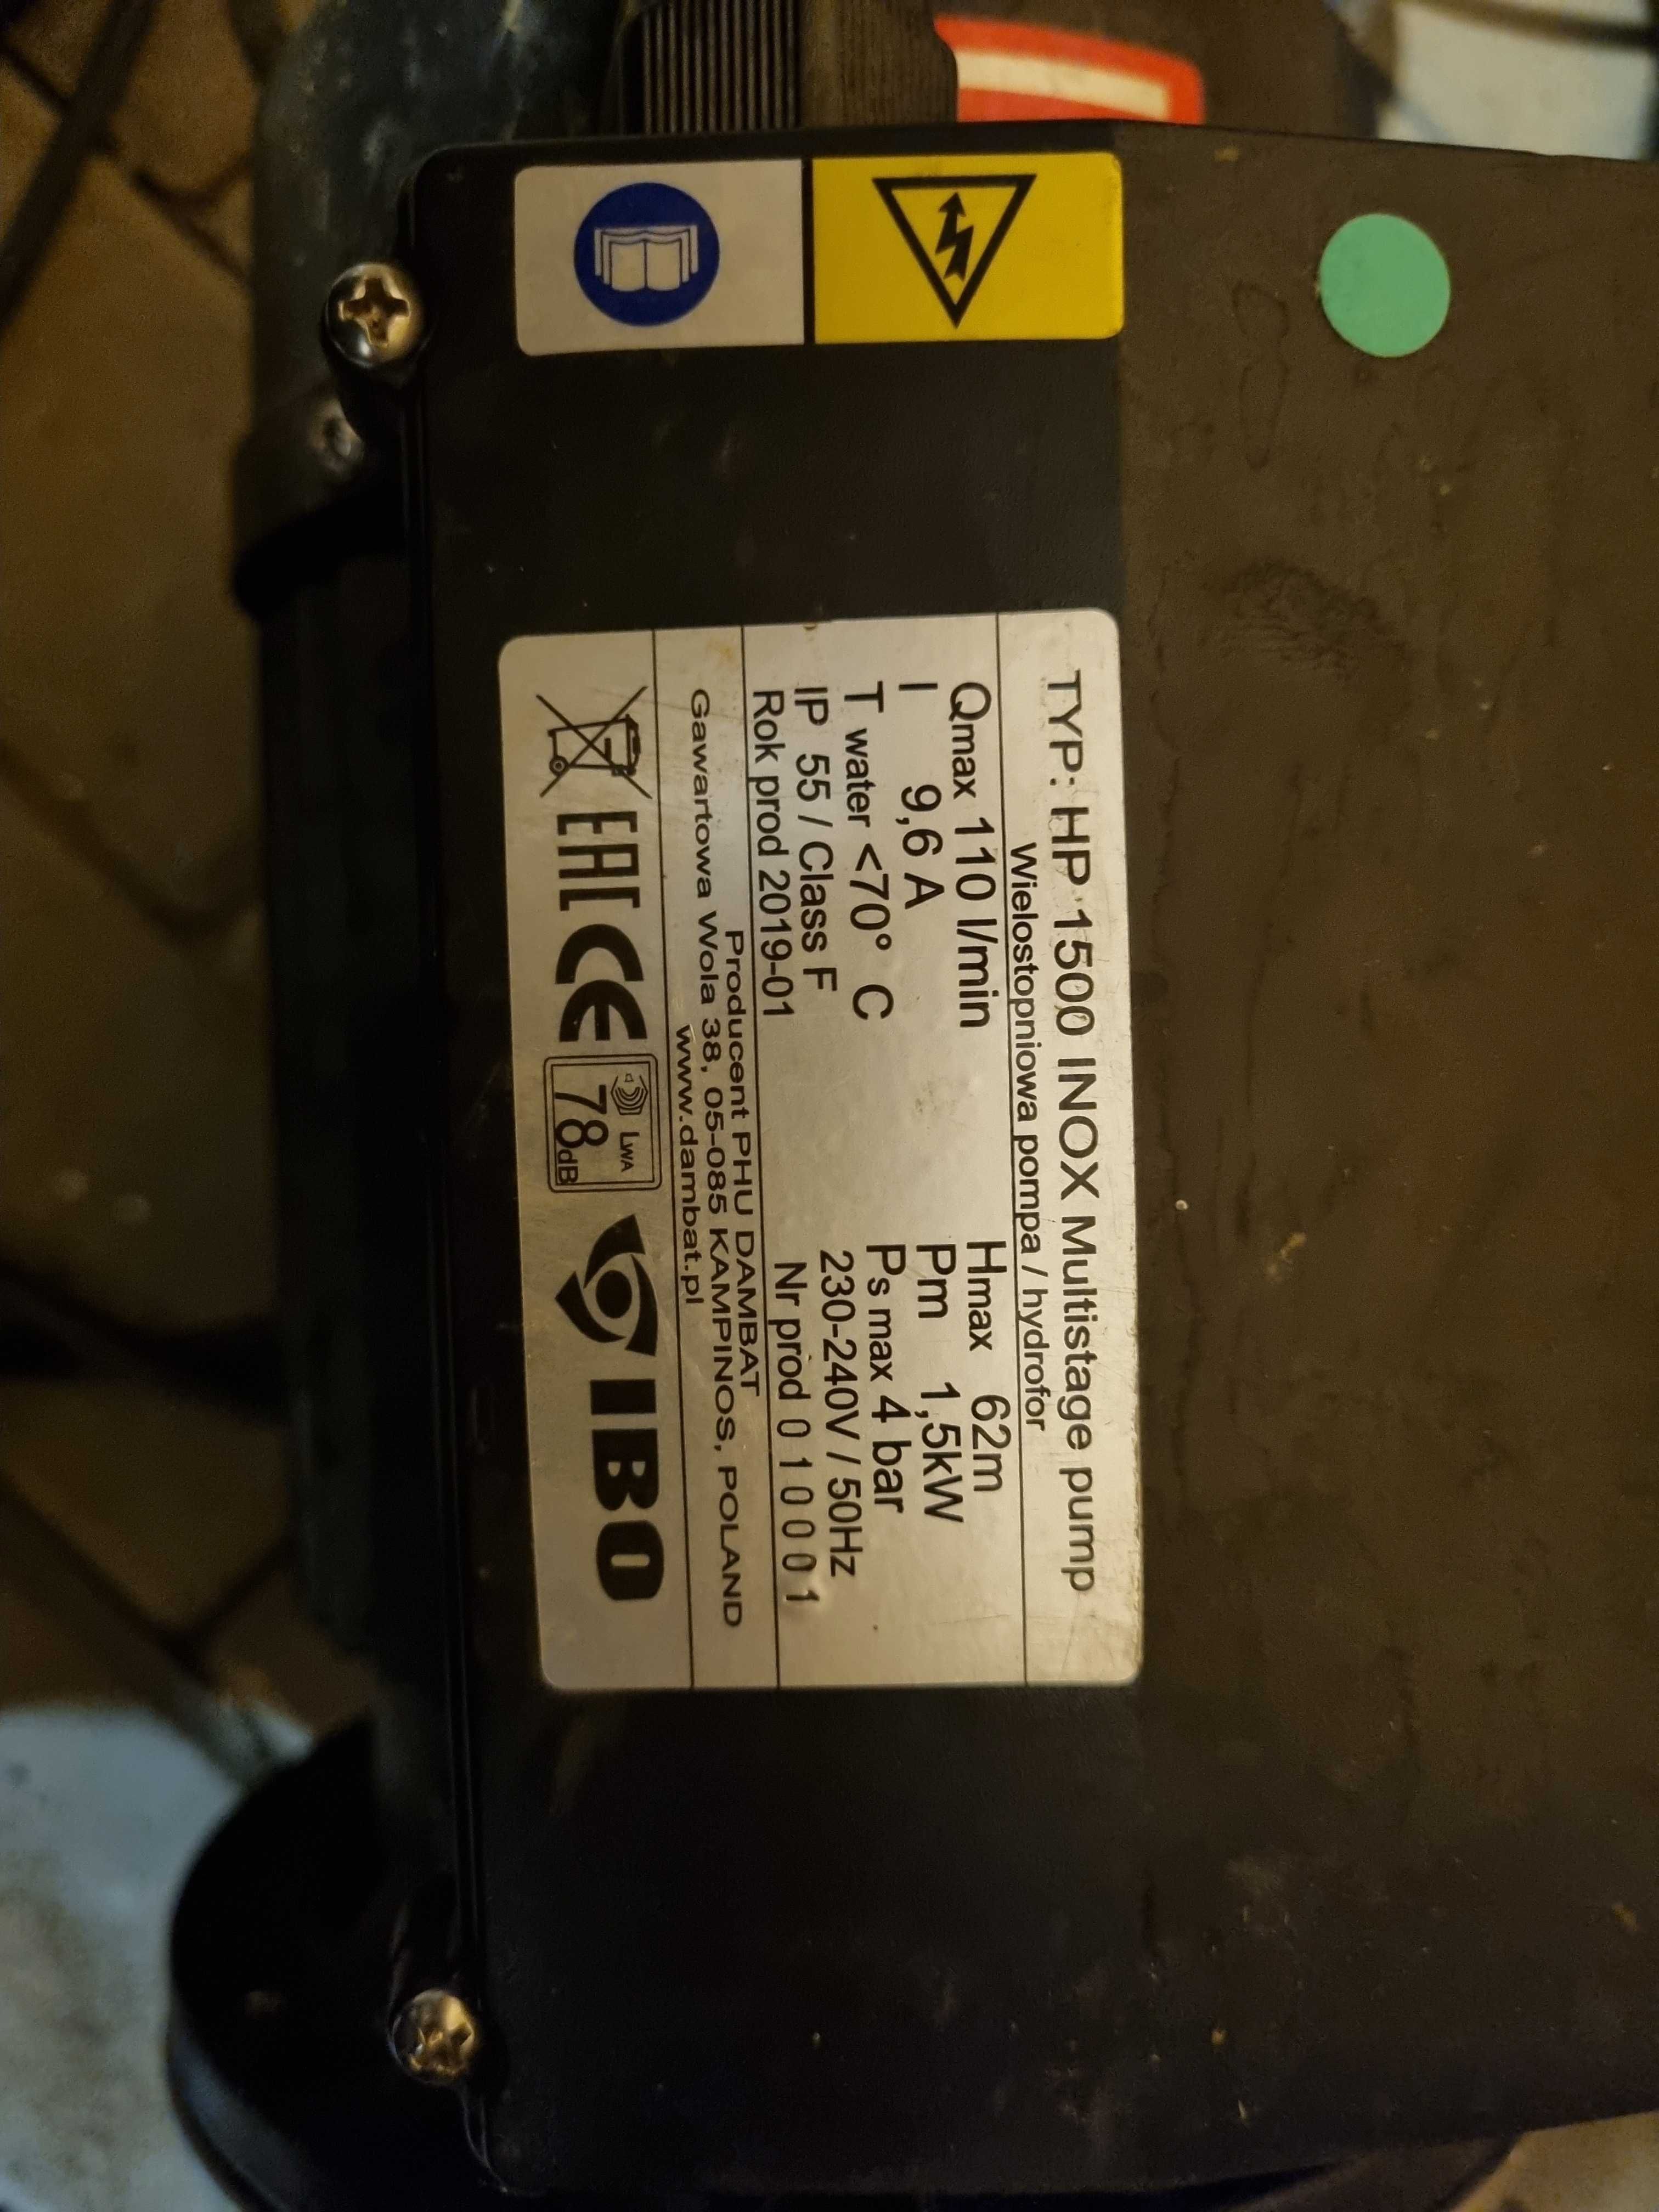 TYP: HP 1500 INOX Multistage pump
Wielostopniowa pompa / hydrofor
Qmax 110 l/min Hmax 62m
I 9,6 A Pm 1,5kW
T water <70° C Ps max 4 bar
IP 55 / Class F 230-240V / 50Hz
Rok prod 2019-01 Nr prod 0 1 0 0 0 1
Producent PHU DAMBAT
Gawartowa Wola 38, 05-085 KAMPINOS, POLAND
www.dambat.pl
EAC CE LWA 78dB IBO